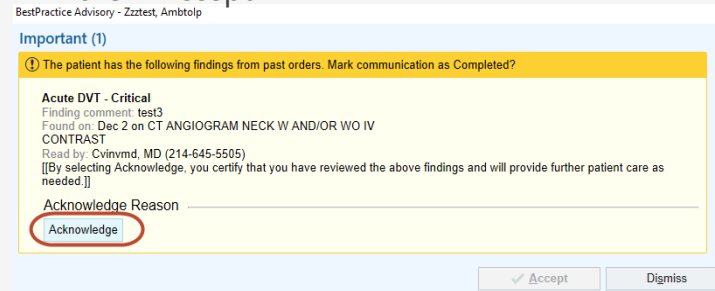 BestPractice Advisory - Zzztest, Ambtolp
Important (1)
The patient has the following findings from past orders. Mark communication as Completed?
Acute DVT - Critical
Finding comment: test3
Found on: Dec 2 on CT ANGIOGRAM NECK W AND/OR WO IV
CONTRAST
Read by: Cvinvmd, MD (214-645-5505)
[[By selecting Acknowledge, you certify that you have reviewed the above findings and will provide further patient care as
needed.]]
Acknowledge Reason
Acknowledge
Accept Dismiss